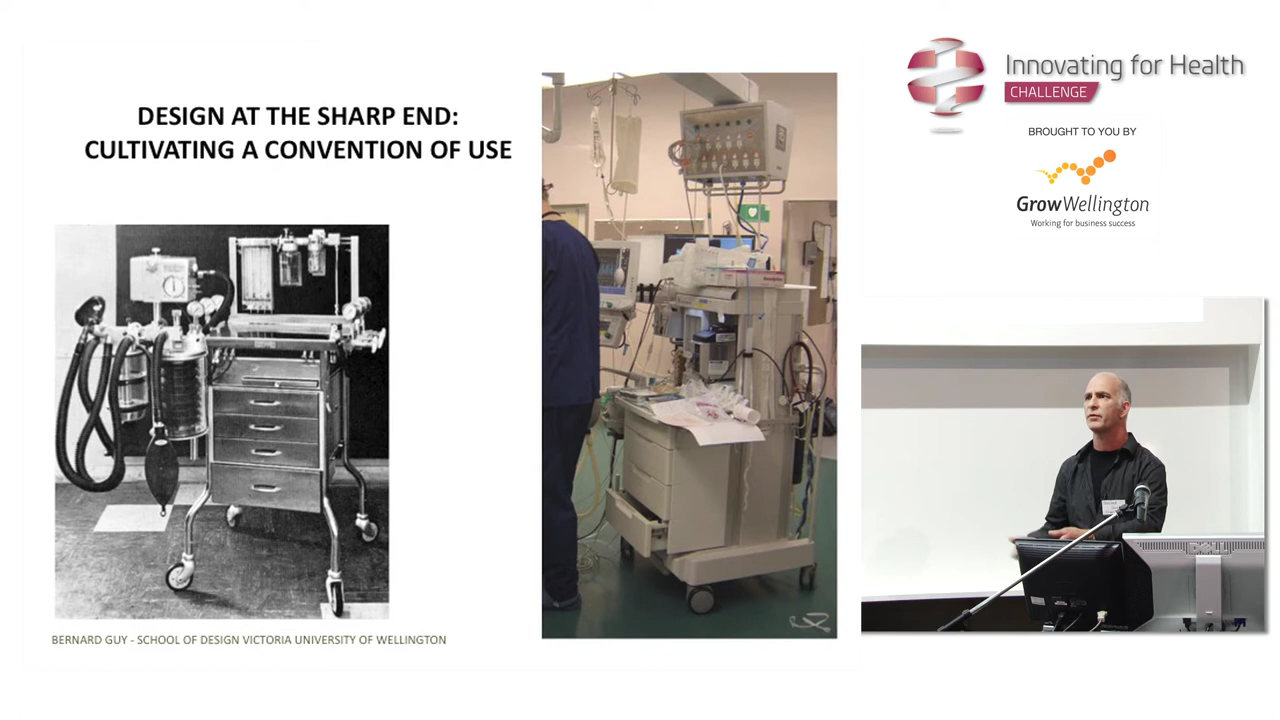 DESIGN AT THE SHARP END:
CULTIVATING A CONVENTION OF USE
BERNARD GUY - SCHOOL OF DESIGN VICTORIA UNIVERSITY OF WELLINGTON
Innovating for Health
CHALLENGE
BROUGHT TO YOU BY
GrowWellington
Working for business success
DELL